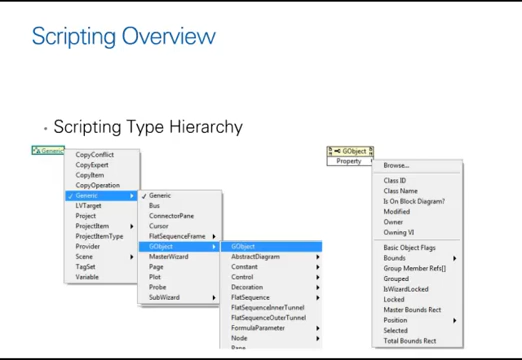 Scripting Overview
• Scripting Type Hierarchy
Generic
CopyConflict
CopyExpert
CopyItem
CopyOperation
✓ Generic
LVTarget
Project
ProjectItem
ProjectItemType
Provider
Scene
TagSet
Variable
✓ Generic
Bus
ConnectorPane
Cursor
FlatSequenceFrame
GObject
MasterWizard
Page
Plot
Probe
SubWizard
GObject
AbstractDiagram
Constant
Control
Decoration
FlatSequence
FlatSequenceInnerTunnel
FlatSequenceOuterTunnel
FormulaParameter
Node
Pane
GObject
Property
Browse...
Class ID
Class Name
Is On Block Diagram?
Modified
Owner
Owning VI
Basic Object Flags
Bounds
Group Member Refs[]
Grouped
IsWizardLocked
Locked
Master Bounds Rect
Position
Selected
Total Bounds Rect